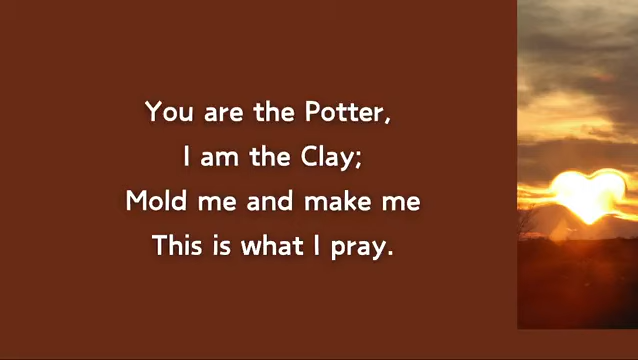 You are the Potter,
I am the Clay;
Mold me and make me
This is what I pray.